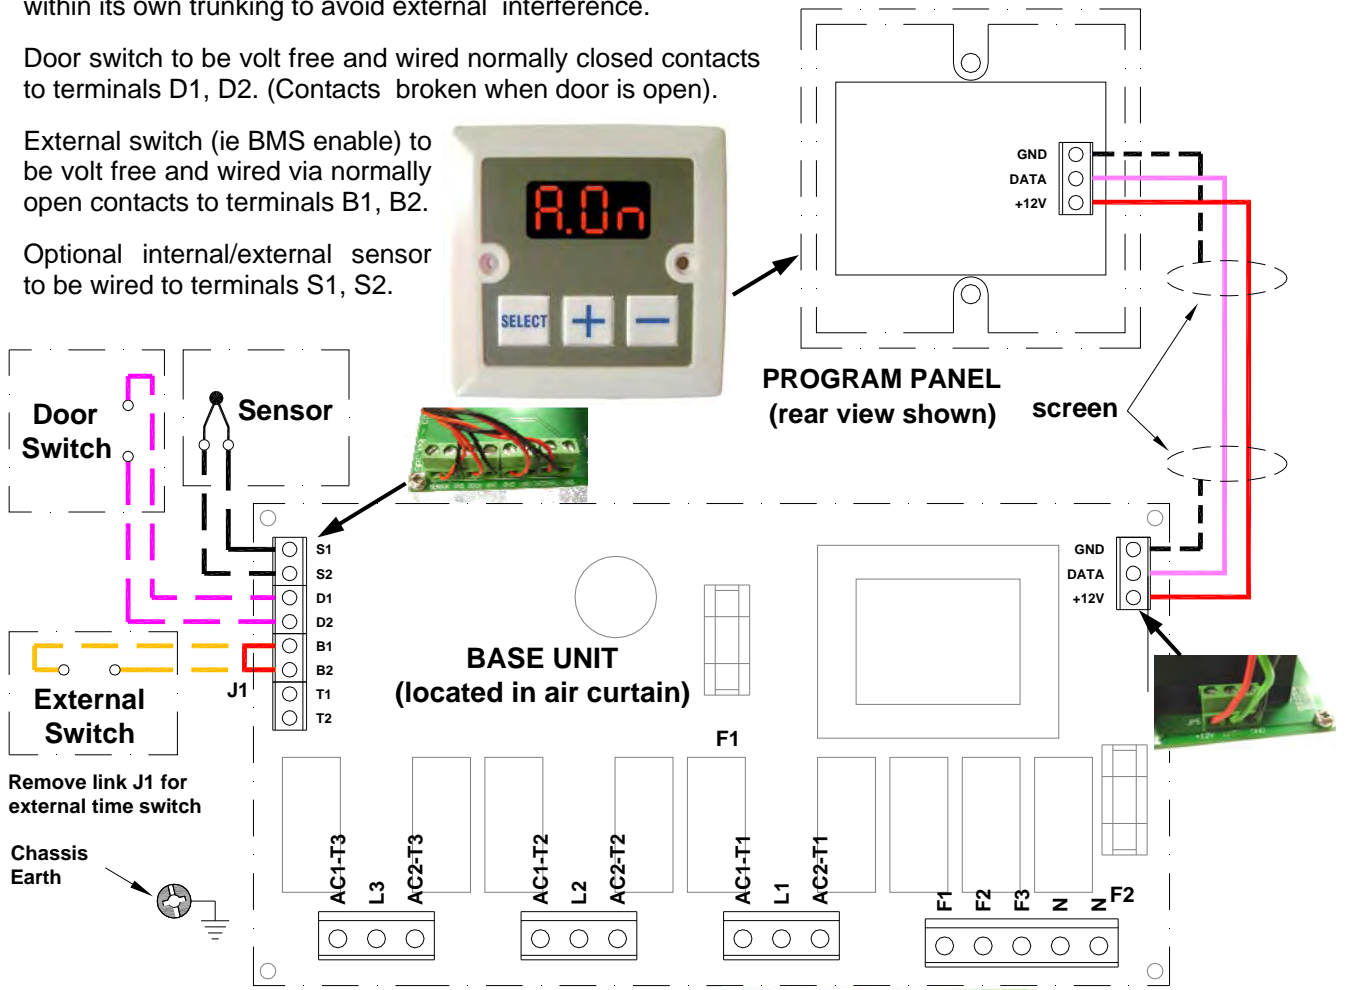 within its own trunking to avoid external interference.
Door switch to be volt free and wired normally closed contacts
to terminals D1, D2. (Contacts broken when door is open).
External switch (ie BMS enable) to
be volt free and wired via normally
open contacts to terminals B1, B2.
Optional internal/external sensor
to be wired to terminals S1, S2.
A.On
SELECT
+
−
GND
DATA
+12V
PROGRAM PANEL
(rear view shown)
screen
Door
Switch
Sensor
S1
S2
D1
D2
B1
B2
T1
T2
J1
External
Switch
Remove link J1 for
external time switch
Chassis
Earth
BASE UNIT
(located in air curtain)
GND
DATA
+12V
+12V
F1
AC1-T3
L3
AC2-T3
AC1-T2
L2
AC2-T2
AC1-T1
L1
AC2-T1
F1
F2
F3
N
N
F2